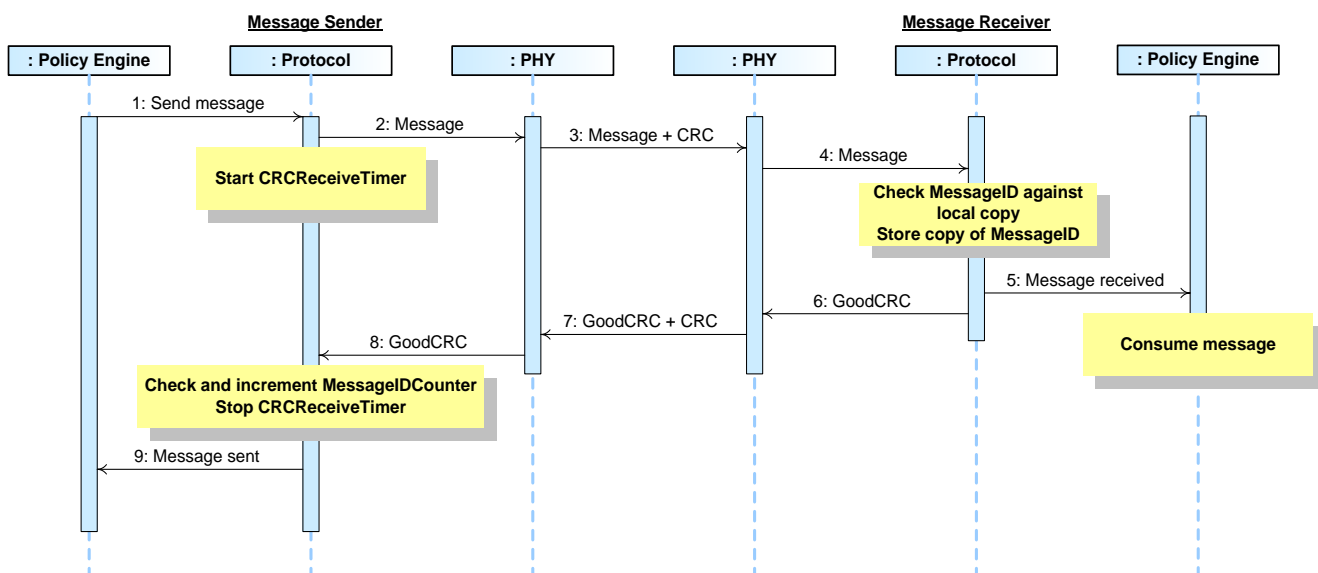 Message Sender
Message Receiver
: Policy Engine
: Protocol
: PHY
: PHY
: Protocol
: Policy Engine
1: Send message
2: Message
3: Message + CRC
4: Message
Start CRCReceiveTimer
Check MessageID against
local copy
Store copy of MessageID
5: Message received
6: GoodCRC
7: GoodCRC + CRC
8: GoodCRC
Consume message
Check and increment MessageIDCounter
Stop CRCReceiveTimer
9: Message sent